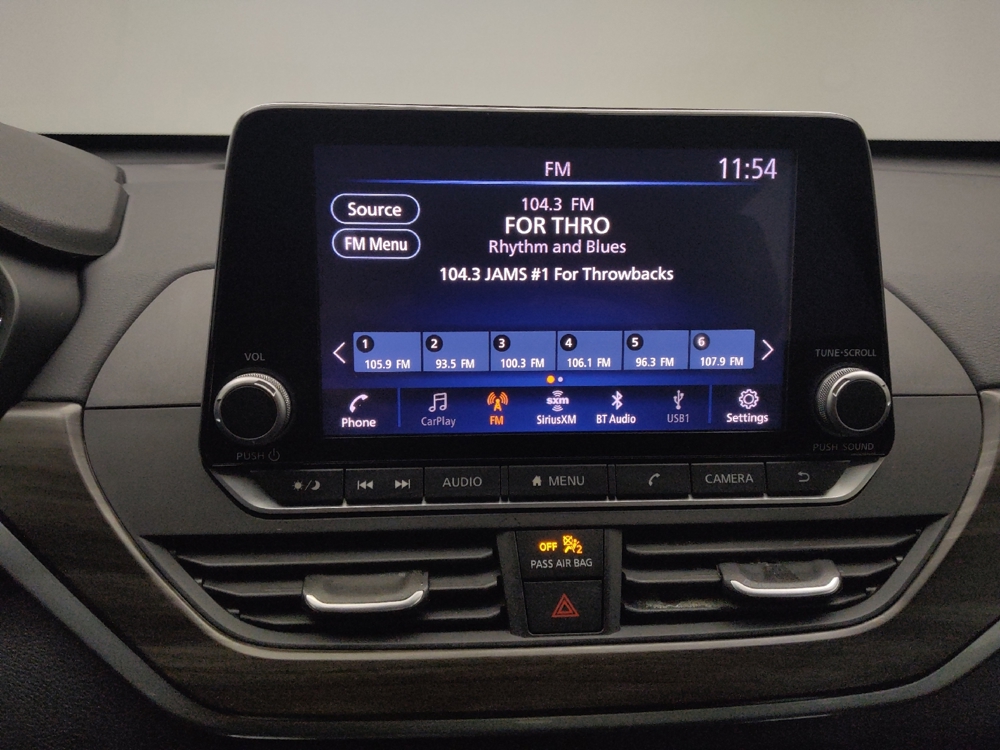 FM
11:54
Source
FM Menu
104.3 FM
FOR THRO
Rhythm and Blues
104.3 JAMS #1 For Throwbacks
1 2 3 4 5 6
105.9 FM 93.5 FM 100.3 FM 106.1 FM 96.3 FM 107.9 FM
Phone CarPlay FM sxm SiriusXM BT Audio USB1 Settings
VOL
PUSH
TUNE·SCROLL
PUSH SOUND
AUDIO MENU CAMERA
OFF 2
PASS AIR BAG